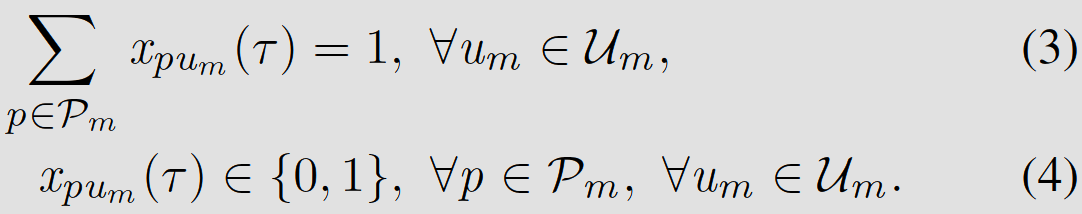 ∑_{p∈𝒫_m} x_{pu_m}(τ) = 1, ∀u_m ∈ 𝒰_m, (3)
x_{pu_m}(τ) ∈ {0, 1}, ∀p ∈ 𝒫_m, ∀u_m ∈ 𝒰_m. (4)